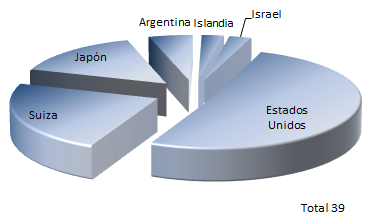 Argentina
Islandia
Israel
Japón
Suiza
Estados
Unidos
Total 39